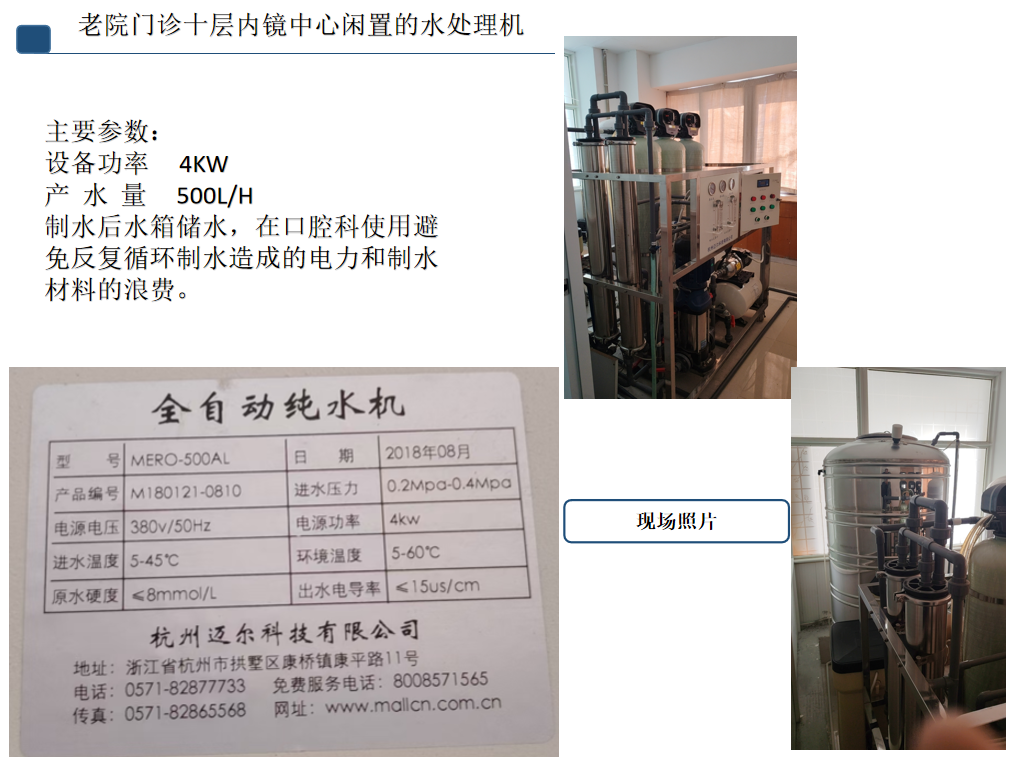 老院门诊十层内镜中心闲置的水处理机
主要参数：
设备功率 4KW
产 水 量 500L/H
制水后水箱储水，在口腔科使用避
免反复循环制水造成的电力和制水
材料的浪费。
全自动纯水机
型 号 MERO-500AL 日 期 2018年08月
产品编号 M180121-0810 进水压力 0.2Mpa-0.4Mpa
电源电压 380v/50Hz 电源功率 4kw
进水温度 5-45℃ 环境温度 5-60℃
原水硬度 ≤8mmol/L 出水电导率 ≤15us/cm
杭州迈尔科技有限公司
地址：浙江省杭州市拱墅区康桥镇康平路11号
电话：0571-82877733 免费服务电话：8008571565
传真：0571-82865568 网址：www.mallcn.com.cn
现场照片